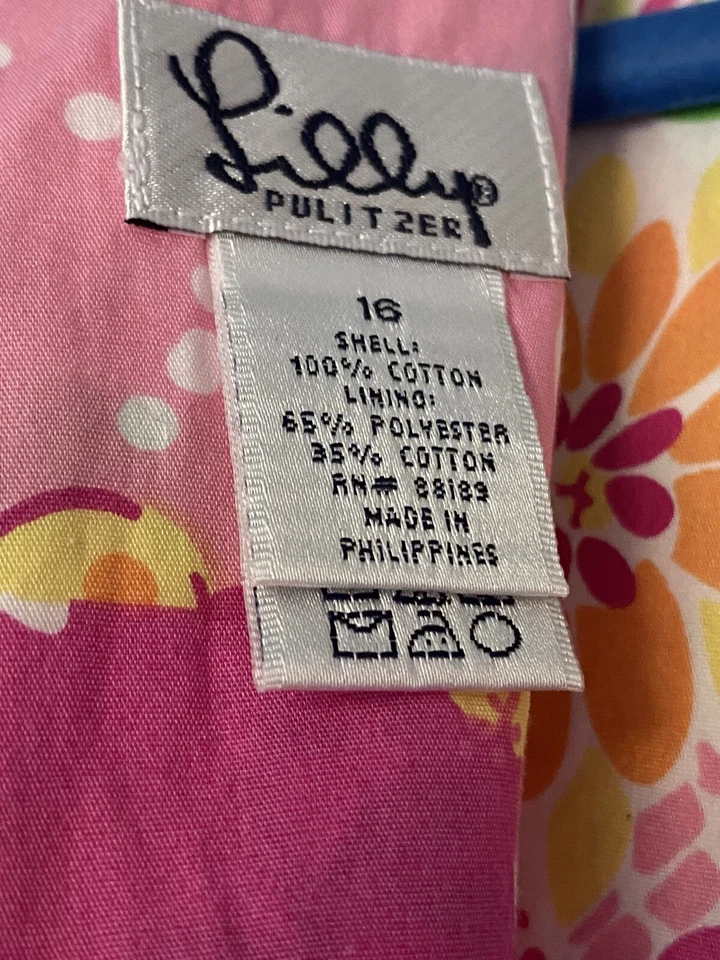 Lilly®
PULITZER
16
SHELL:
100% COTTON
LINING:
65% POLYESTER
35% COTTON
RN# 88189
MADE IN
PHILIPPINES